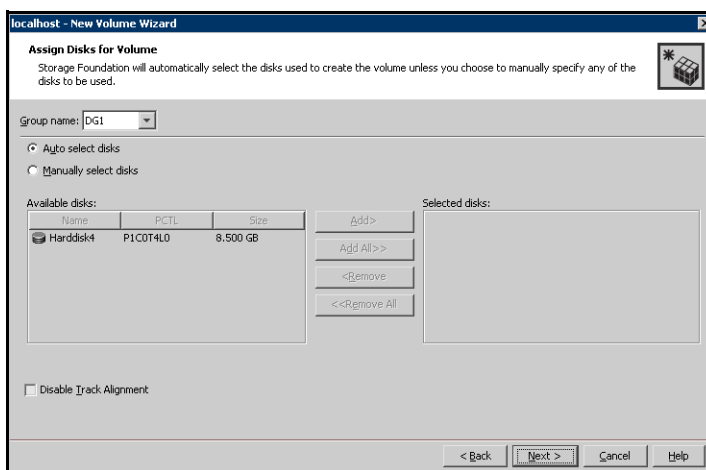 localhost - New Volume Wizard
Assign Disks for Volume
Storage Foundation will automatically select the disks used to create the volume unless you choose to manually specify any of the
disks to be used.
Group name: DG1
Auto select disks
Manually select disks
Available disks:
Selected disks:
Name PCTL Size
Harddisk4 P1C0T4L0 8.500 GB
Add>
Add All>>
<Remove
<<Remove All
Disable Track Alignment
< Back Next > Cancel Help